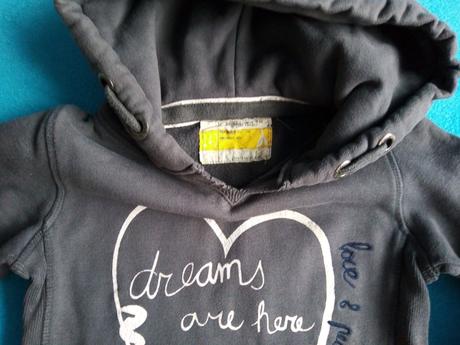 dreams
are here
love &